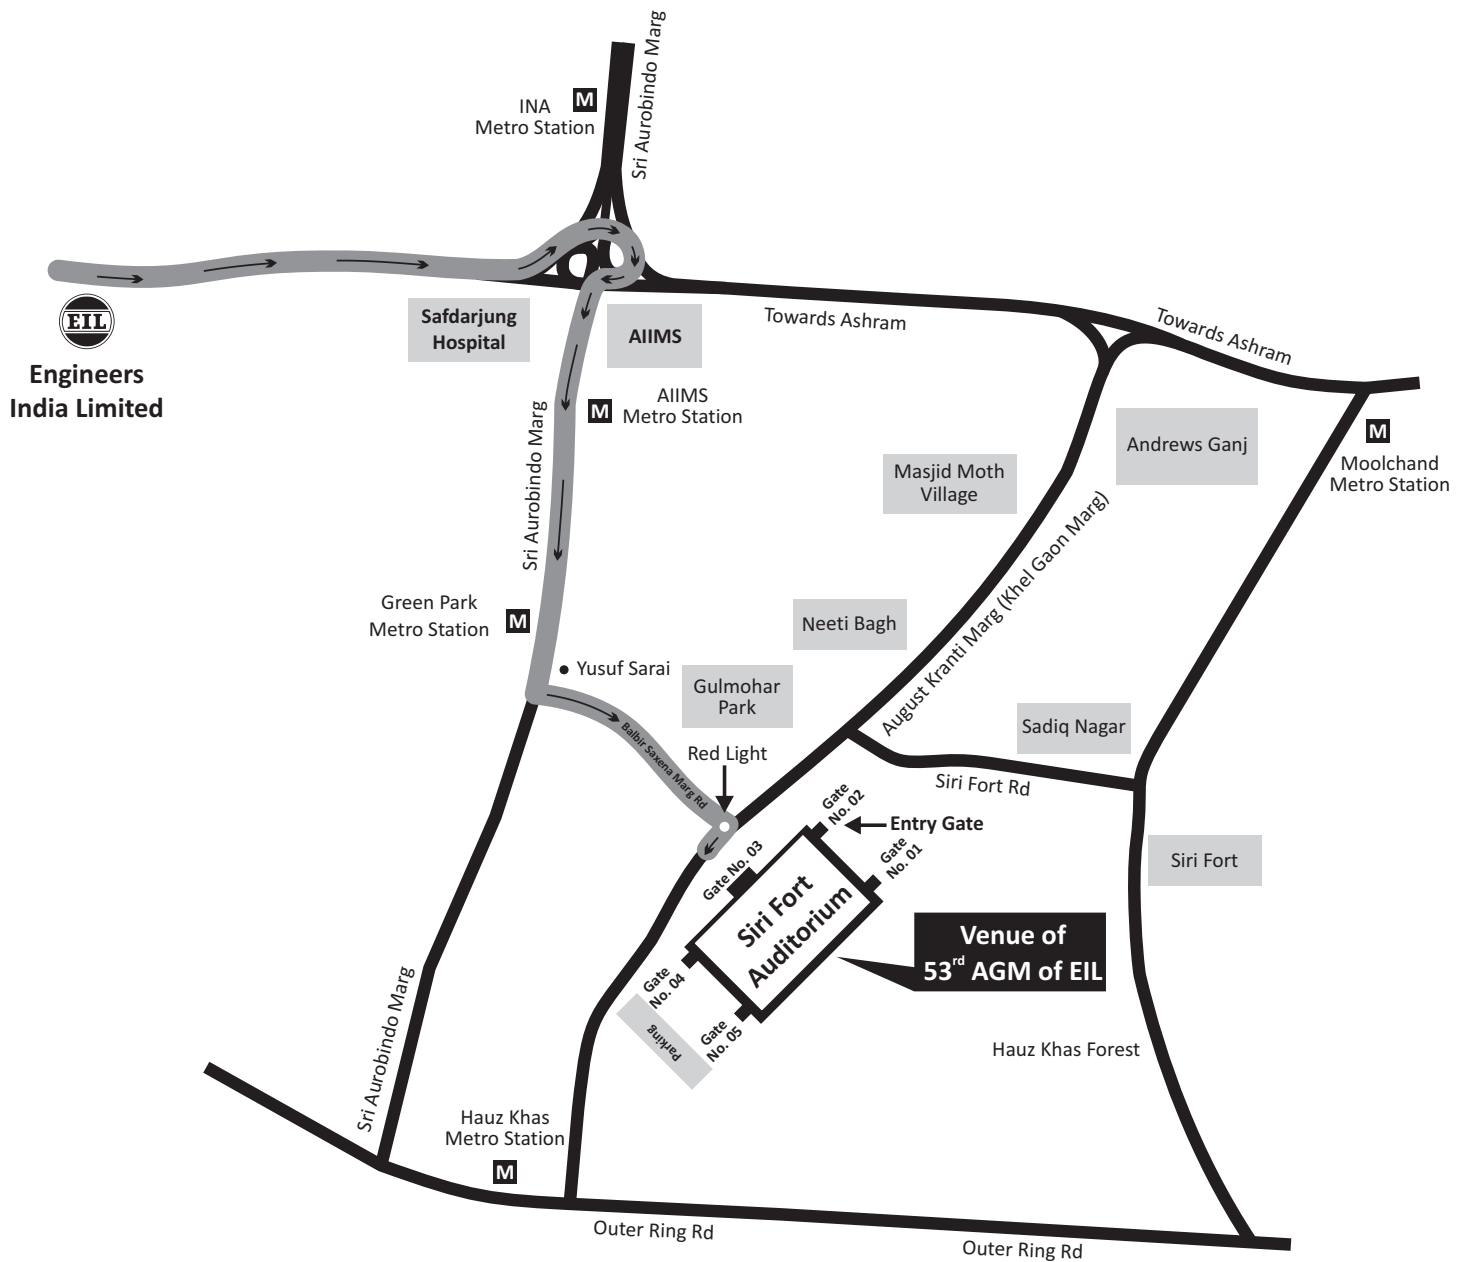 Sri Aurobindo Marg
M
INA
Metro Station
EIL
Engineers
India Limited
Safdarjung
Hospital
AIIMS
Towards Ashram
Towards Ashram
M
AIIMS
Metro Station
Sri Aurobindo Marg
Andrews Ganj
M
Moolchand
Metro Station
Masjid Moth
Village
August Kranti Marg (Khel Gaon Marg)
Green Park
Metro Station
M
Neeti Bagh
Yusuf Sarai
Gulmohar
Park
Sadiq Nagar
Balbir Saxena Marg Rd
Red Light
Siri Fort Rd
Gate
No. 02
Entry Gate
Gate
No. 01
Gate No. 03
Siri Fort
Siri Fort
Auditorium
Venue of
53rd AGM of EIL
Gate
No. 04
Parking
Gate
No. 05
Hauz Khas Forest
Sri Aurobindo Marg
Hauz Khas
Metro Station
M
Outer Ring Rd
Outer Ring Rd